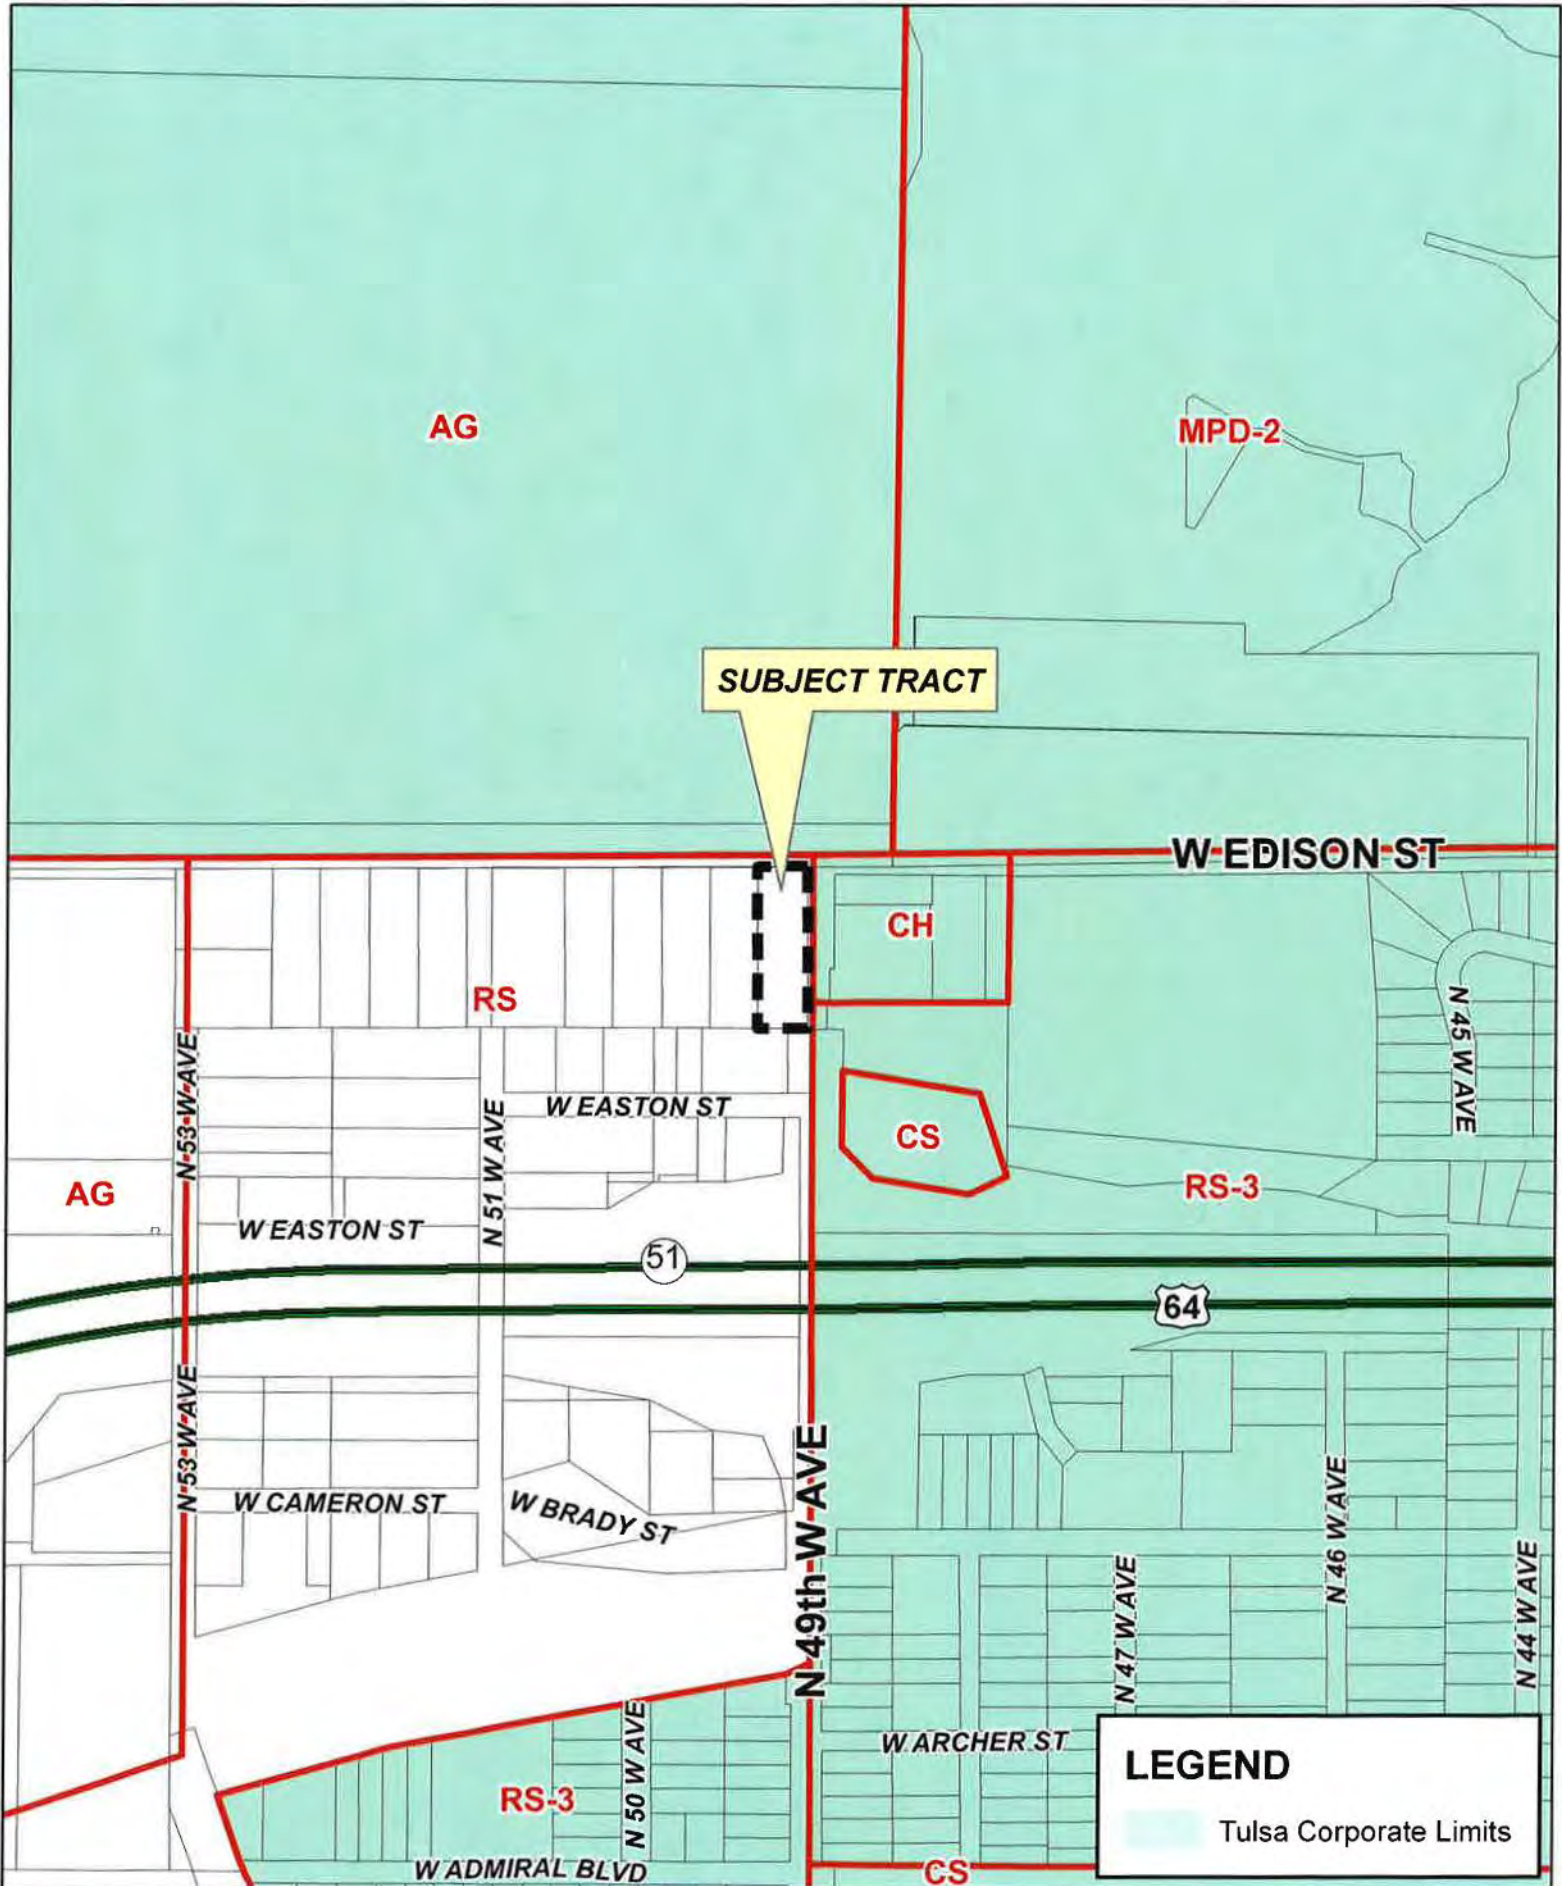 AG
MPD-2
SUBJECT TRACT
W EDISON ST
CH
RS
N 45 W AVE
N 53 W AVE
W EASTON ST
N 51 W AVE
CS
AG
RS-3
W EASTON ST
51
64
N 53 W AVE
N 49th W AVE
W CAMERON ST
W BRADY ST
N 46 W AVE
N 47 W AVE
N 44 W AVE
N 50 W AVE
W ARCHER ST
RS-3
W ADMIRAL BLVD
CS
LEGEND
Tulsa Corporate Limits